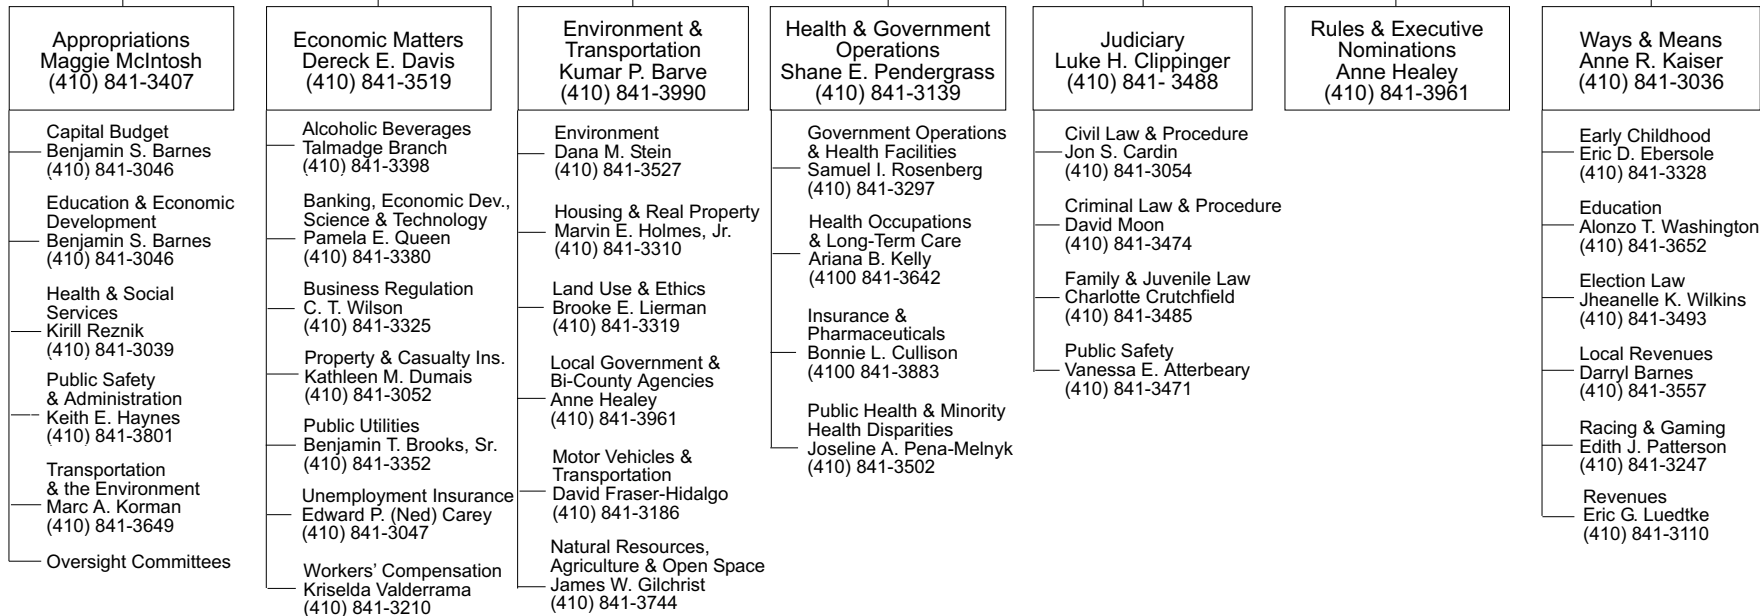 Appropriations
Maggie McIntosh
(410) 841-3407
Capital Budget
Benjamin S. Barnes
(410) 841-3046
Education & Economic
Development
Benjamin S. Barnes
(410) 841-3046
Health & Social
Services
Kirill Reznik
(410) 841-3039
Public Safety
& Administration
Keith E. Haynes
(410) 841-3801
Transportation
& the Environment
Marc A. Korman
(410) 841-3649
Oversight Committees
Economic Matters
Dereck E. Davis
(410) 841-3519
Alcoholic Beverages
Talmadge Branch
(410) 841-3398
Banking, Economic Dev.,
Science & Technology
Pamela E. Queen
(410) 841-3380
Business Regulation
C. T. Wilson
(410) 841-3325
Property & Casualty Ins.
Kathleen M. Dumais
(410) 841-3052
Public Utilities
Benjamin T. Brooks, Sr.
(410) 841-3352
Unemployment Insurance
Edward P. (Ned) Carey
(410) 841-3047
Workers’ Compensation
Kriselda Valderrama
(410) 841-3210
Environment &
Transportation
Kumar P. Barve
(410) 841-3990
Environment
Dana M. Stein
(410) 841-3527
Housing & Real Property
Marvin E. Holmes, Jr.
(410) 841-3310
Land Use & Ethics
Brooke E. Lierman
(410) 841-3319
Local Government &
Bi-County Agencies
Anne Healey
(410) 841-3961
Motor Vehicles &
Transportation
David Fraser-Hidalgo
(410) 841-3186
Natural Resources,
Agriculture & Open Space
James W. Gilchrist
(410) 841-3744
Health & Government
Operations
Shane E. Pendergrass
(410) 841-3139
Government Operations
& Health Facilities
Samuel I. Rosenberg
(410) 841-3297
Health Occupations
& Long-Term Care
Ariana B. Kelly
(4100 841-3642
Insurance &
Pharmaceuticals
Bonnie L. Cullison
(4100 841-3883
Public Health & Minority
Health Disparities
Joseline A. Pena-Melnyk
(410) 841-3502
Judiciary
Luke H. Clippinger
(410) 841- 3488
Civil Law & Procedure
Jon S. Cardin
(410) 841-3054
Criminal Law & Procedure
David Moon
(410) 841-3474
Family & Juvenile Law
Charlotte Crutchfield
(410) 841-3485
Public Safety
Vanessa E. Atterbeary
(410) 841-3471
Rules & Executive
Nominations
Anne Healey
(410) 841-3961
Ways & Means
Anne R. Kaiser
(410) 841-3036
Early Childhood
Eric D. Ebersole
(410) 841-3328
Education
Alonzo T. Washington
(410) 841-3652
Election Law
Jheanelle K. Wilkins
(410) 841-3493
Local Revenues
Darryl Barnes
(410) 841-3557
Racing & Gaming
Edith J. Patterson
(410) 841-3247
Revenues
Eric G. Luedtke
(410) 841-3110